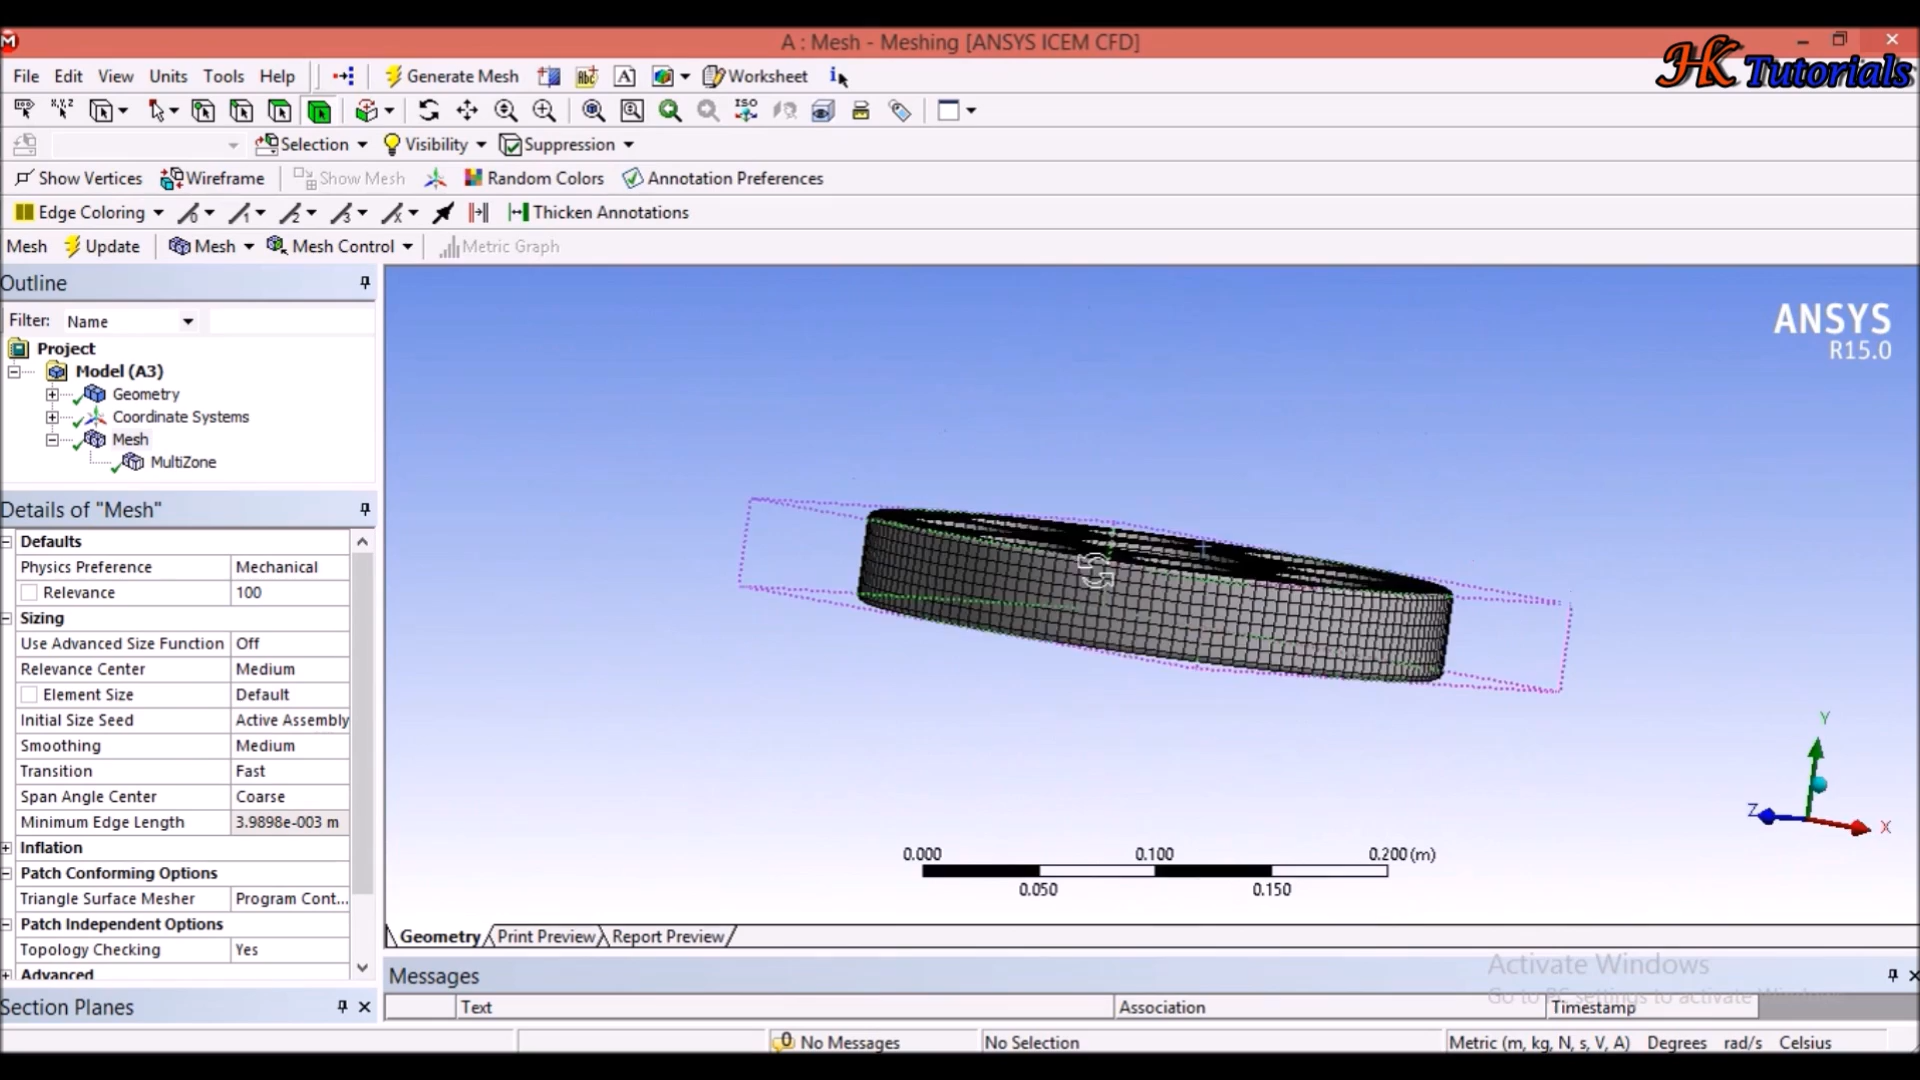 A : Mesh - Meshing [ANSYS ICEM CFD]
HK Tutorials
File Edit View Units Tools Help Generate Mesh Worksheet
Selection Visibility Suppression
Show Vertices Wireframe Show Mesh Random Colors Annotation Preferences
Edge Coloring Thicken Annotations
Mesh Update Mesh Mesh Control Metric Graph
Outline
Filter: Name
Project
Model (A3)
Geometry
Coordinate Systems
Mesh
MultiZone
Details of "Mesh"
Defaults
Physics Preference Mechanical
Relevance 100
Sizing
Use Advanced Size Function Off
Relevance Center Medium
Element Size Default
Initial Size Seed Active Assembly
Smoothing Medium
Transition Fast
Span Angle Center Coarse
Minimum Edge Length 3.9898e-003 m
Inflation
Patch Conforming Options
Triangle Surface Mesher Program Cont...
Patch Independent Options
Topology Checking Yes
Advanced
Section Planes
ANSYS
R15.0
Y
Z
X
0.000 0.100 0.200 (m)
0.050 0.150
Geometry Print Preview Report Preview
Messages
Activate Windows
Go to PC settings to activate Windows.
Text Association Timestamp
No Messages No Selection Metric (m, kg, N, s, V, A) Degrees rad/s Celsius